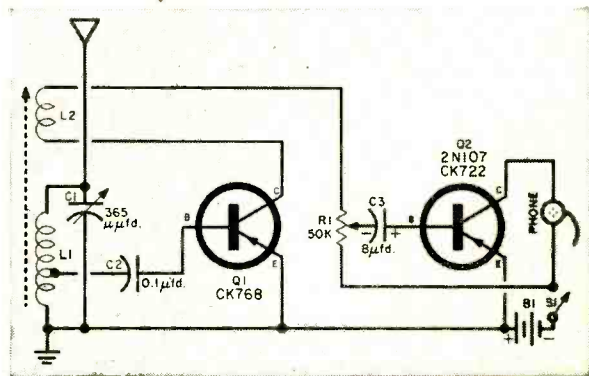 L2
C1
365
μμfd.
L1
C2
0.1μfd.
B
C
E
Q1
CK768
R1
50K
C3
- +
8μfd.
Q2
2N107
CK722
B
C
E
PHONE
B1
+ -
S1